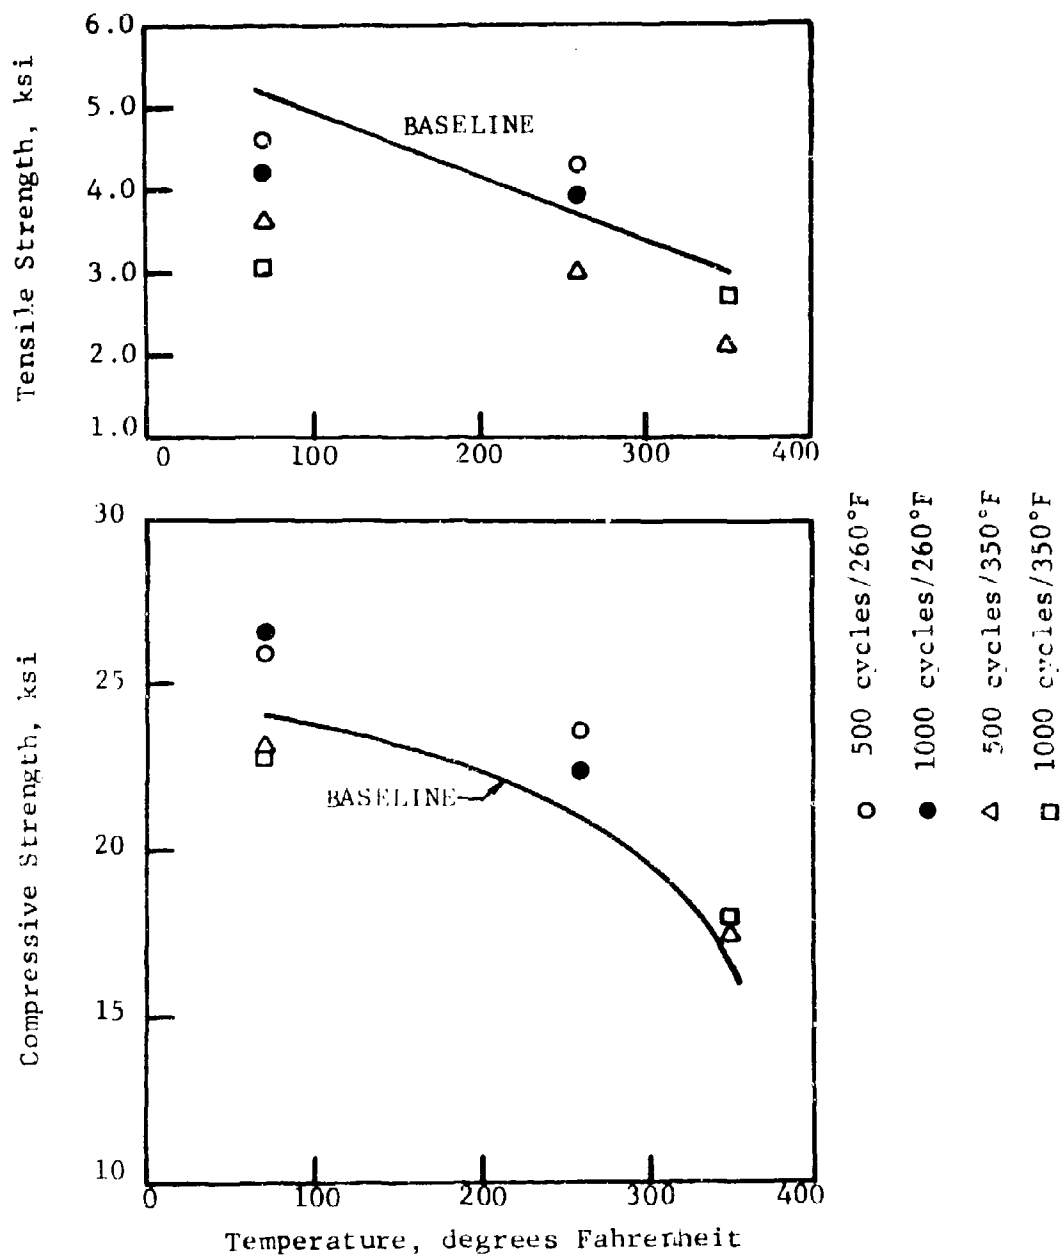 Tensile Strength, ksi
6.0
5.0
4.0
3.0
2.0
1.0
BASELINE
0 100 200 300 400
Compressive Strength, ksi
30
25
20
15
10
BASELINE
0 100 200 300 400
Temperature, degrees Fahrenheit
500 cycles/260°F
1000 cycles/260°F
500 cycles/350°F
1000 cycles/350°F